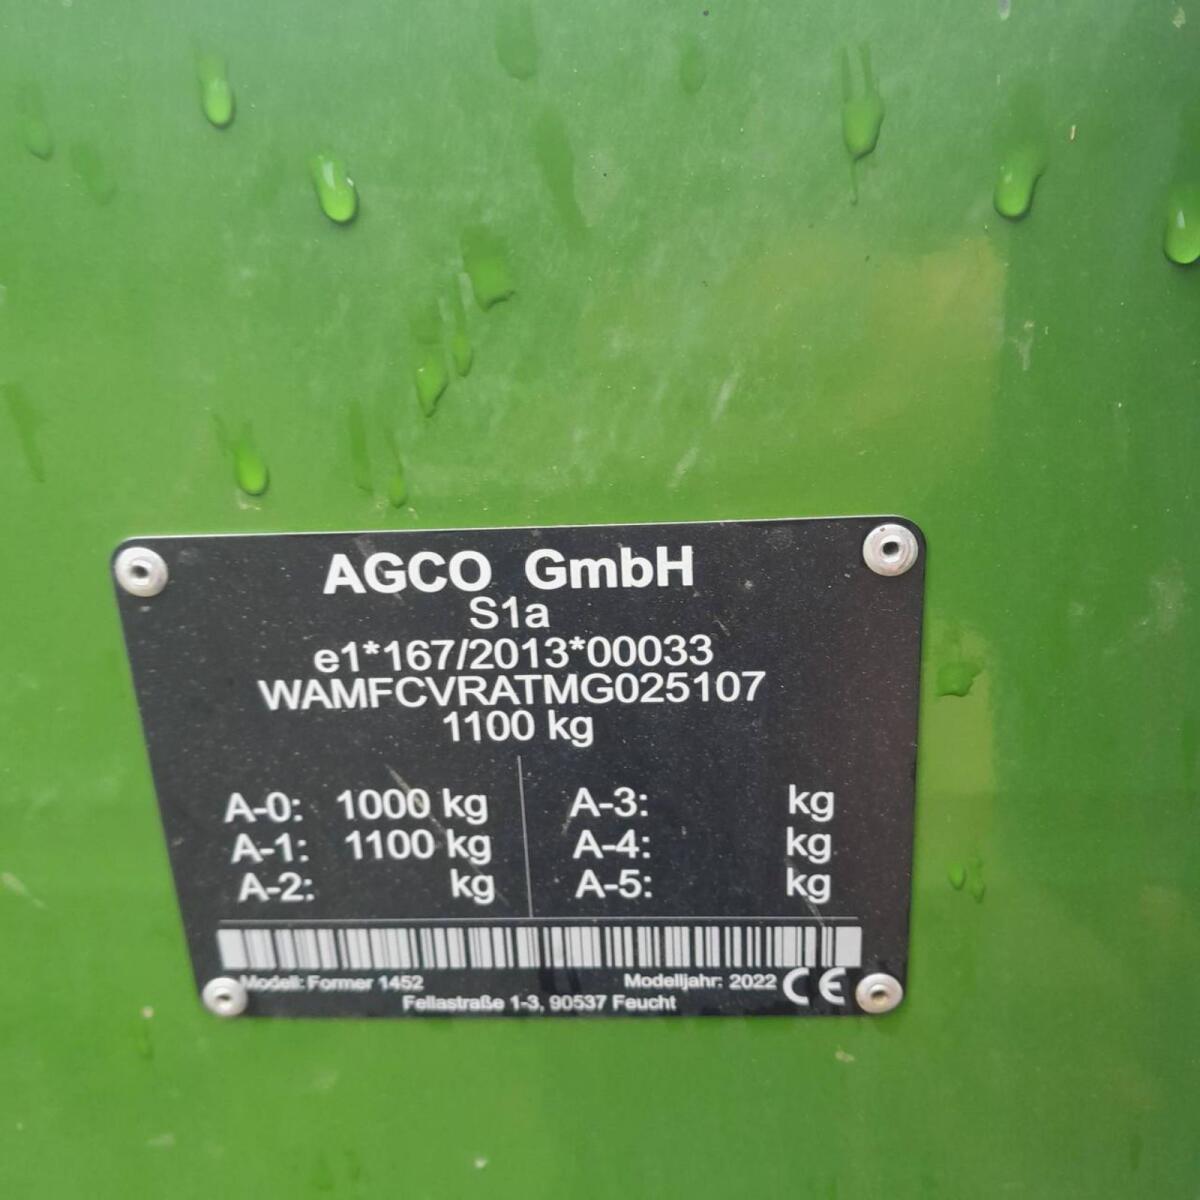 AGCO GmbH
S1a
e1*167/2013*00033
WAMFCVRATMG025107
1100 kg
A-0: 1000 kg
A-1: 1100 kg
A-2: kg
A-3: kg
A-4: kg
A-5: kg
Modell: Former 1452
Modelljahr: 2022 CE
Fellastraße 1-3, 90537 Feucht